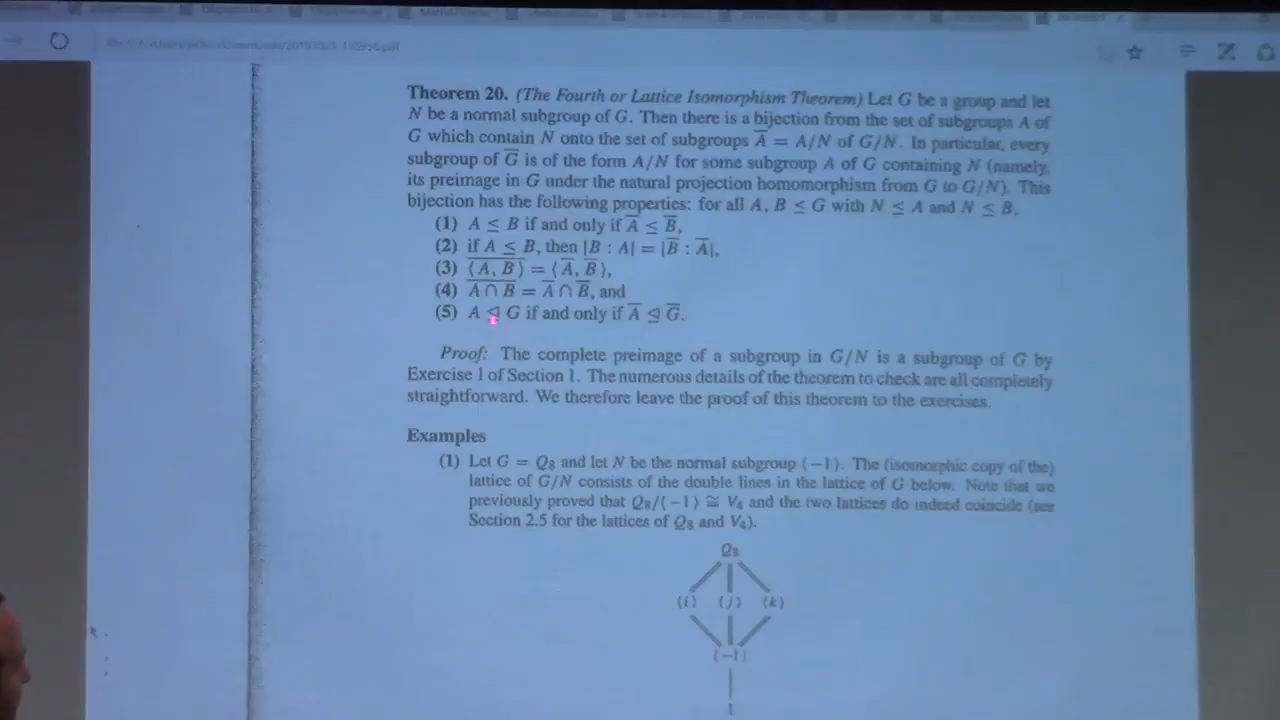 Theorem 20. (The Fourth or Lattice Isomorphism Theorem) Let G be a group and let
N be a normal subgroup of G. Then there is a bijection from the set of subgroups A of
G which contain N onto the set of subgroups A̅ = A/N of G/N. In particular, every
subgroup of G̅ is of the form A/N for some subgroup A of G containing N (namely,
its preimage in G under the natural projection homomorphism from G to G/N). This
bijection has the following properties: for all A, B ≤ G with N ≤ A and N ≤ B,
(1) A ≤ B if and only if A̅ ≤ B̅,
(2) if A ≤ B, then |B : A| = |B̅ : A̅|,
(3) \overline{⟨A, B⟩} = ⟨A̅, B̅⟩,
(4) \overline{A ∩ B} = A̅ ∩ B̅, and
(5) A ⊴ G if and only if A̅ ⊴ G̅.
Proof: The complete preimage of a subgroup in G/N is a subgroup of G by
Exercise 1 of Section 1. The numerous details of the theorem to check are all completely
straightforward. We therefore leave the proof of this theorem to the exercises.
Examples
(1) Let G = Q₈ and let N be the normal subgroup ⟨−1⟩. The (isomorphic copy of the)
lattice of G/N consists of the double lines in the lattice of G below. Note that we
previously proved that Q₈/⟨−1⟩ ≅ V₄ and the two lattices do indeed coincide (see
Section 2.5 for the lattices of Q₈ and V₄).
Q₈
⟨i⟩ ⟨j⟩ ⟨k⟩
⟨−1⟩
1